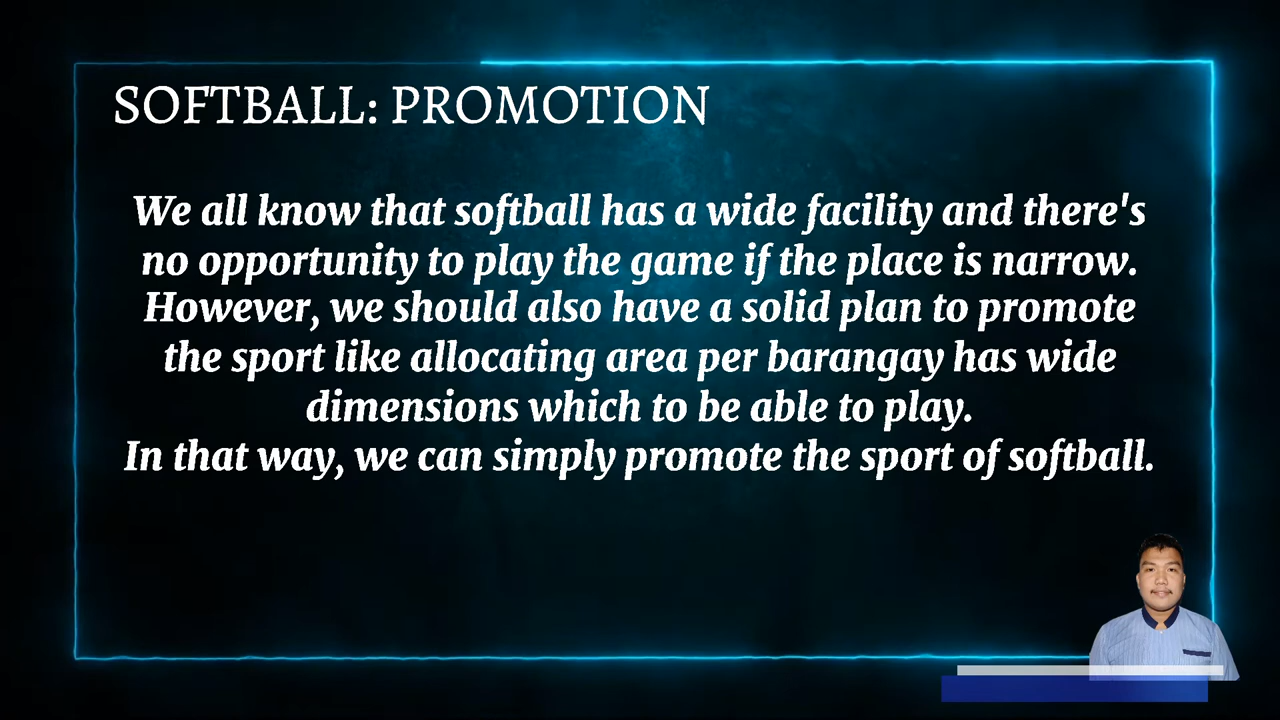 SOFTBALL: PROMOTION
We all know that softball has a wide facility and there's
no opportunity to play the game if the place is narrow.
However, we should also have a solid plan to promote
the sport like allocating area per barangay has wide
dimensions which to be able to play.
In that way, we can simply promote the sport of softball.